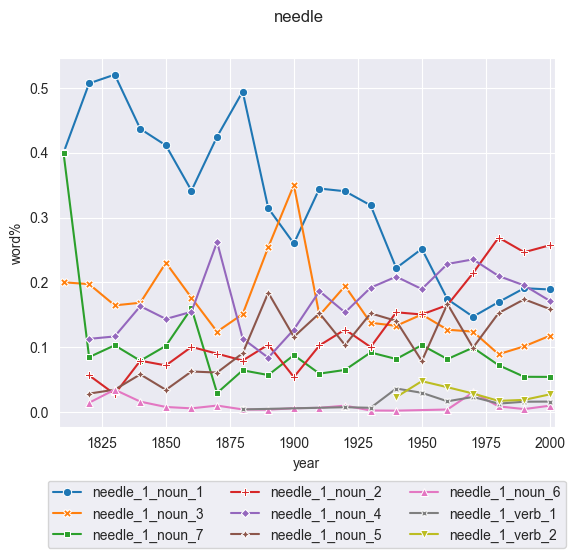 needle
0.5
0.4
0.3
0.2
0.1
0.0
word%
1825 1850 1875 1900 1925 1950 1975 2000
year
needle_1_noun_1 needle_1_noun_2 needle_1_noun_6
needle_1_noun_3 needle_1_noun_4 needle_1_verb_1
needle_1_noun_7 needle_1_noun_5 needle_1_verb_2